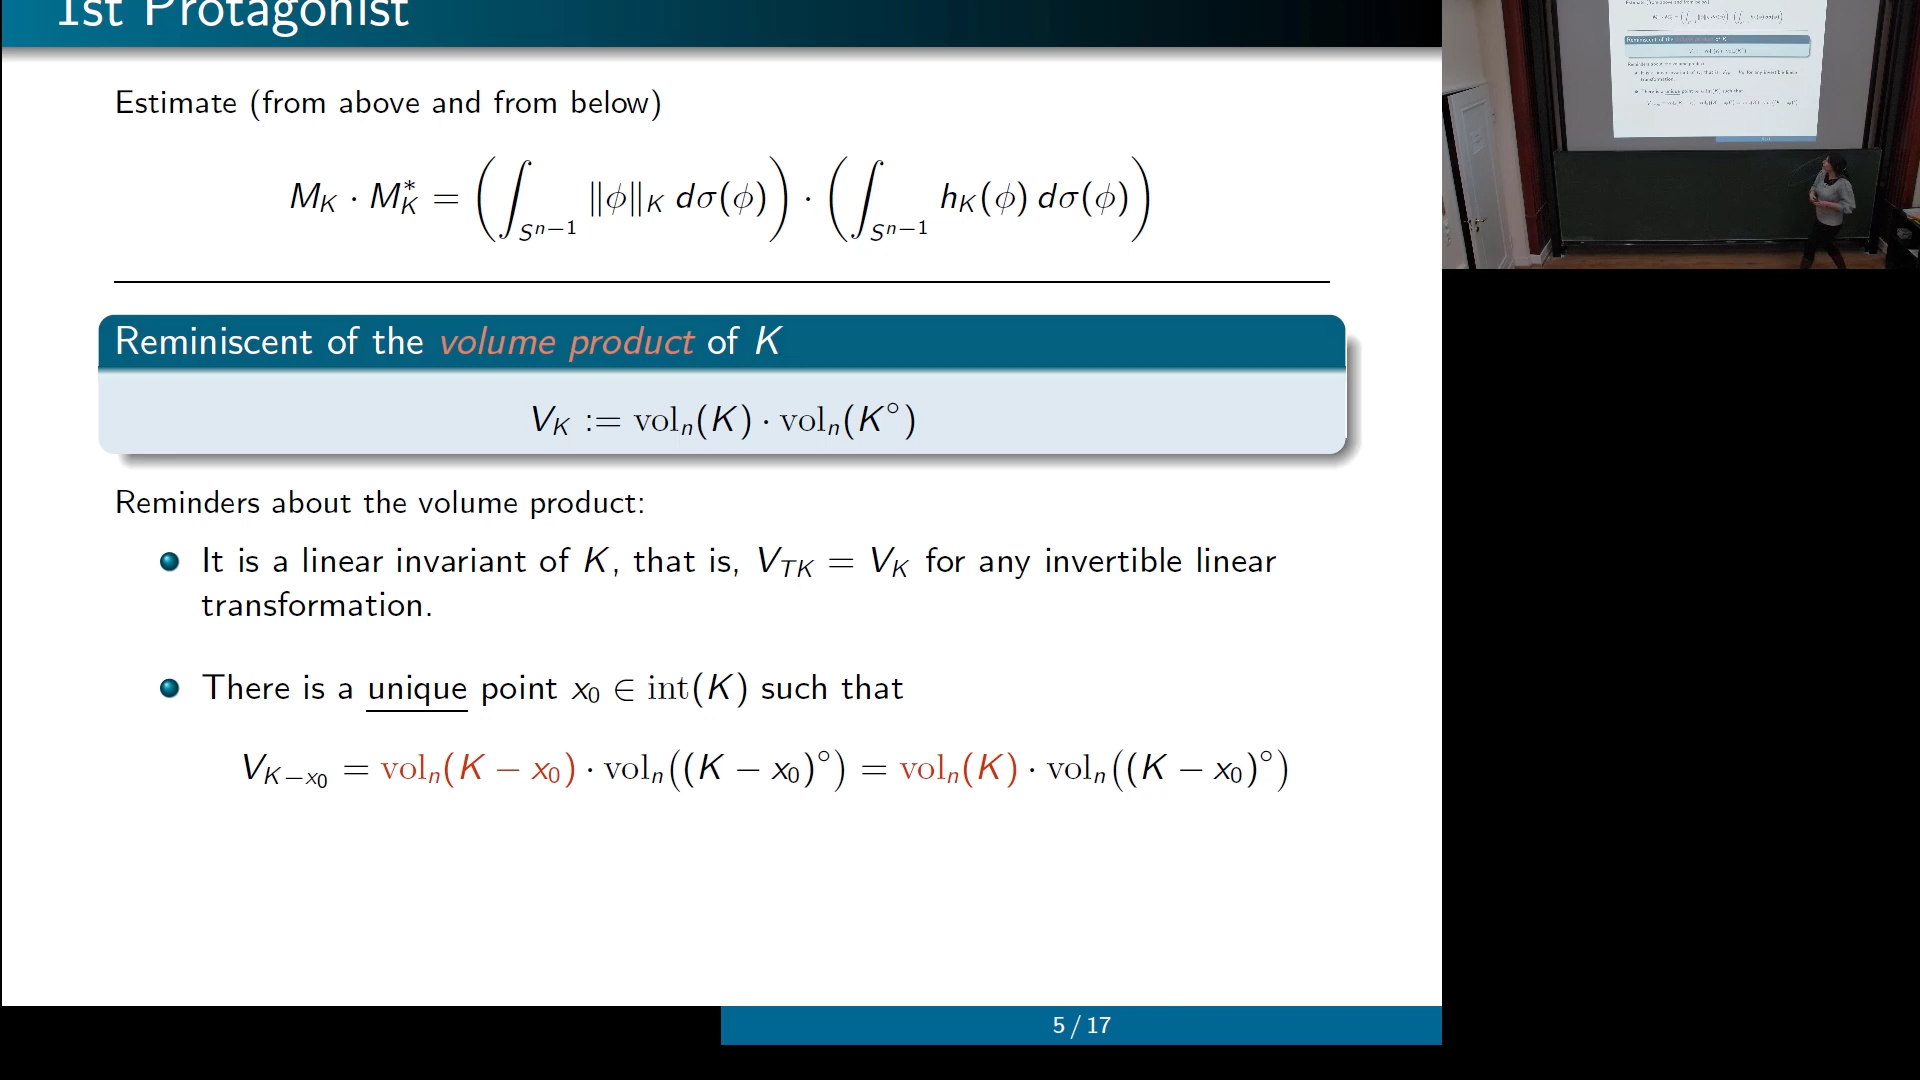 1st Protagonist
Estimate (from above and from below)
M_K · M_K^* = (∫_{S^{n−1}} ‖ϕ‖_K dσ(ϕ)) · (∫_{S^{n−1}} h_K(ϕ) dσ(ϕ))
Reminiscent of the volume product of K
V_K := vol_n(K) · vol_n(K°)
Reminders about the volume product:
It is a linear invariant of K, that is, V_{TK} = V_K for any invertible linear
transformation.
There is a unique point x_0 ∈ int(K) such that
V_{K−x_0} = vol_n(K − x_0) · vol_n((K − x_0)°) = vol_n(K) · vol_n((K − x_0)°)
5 / 17